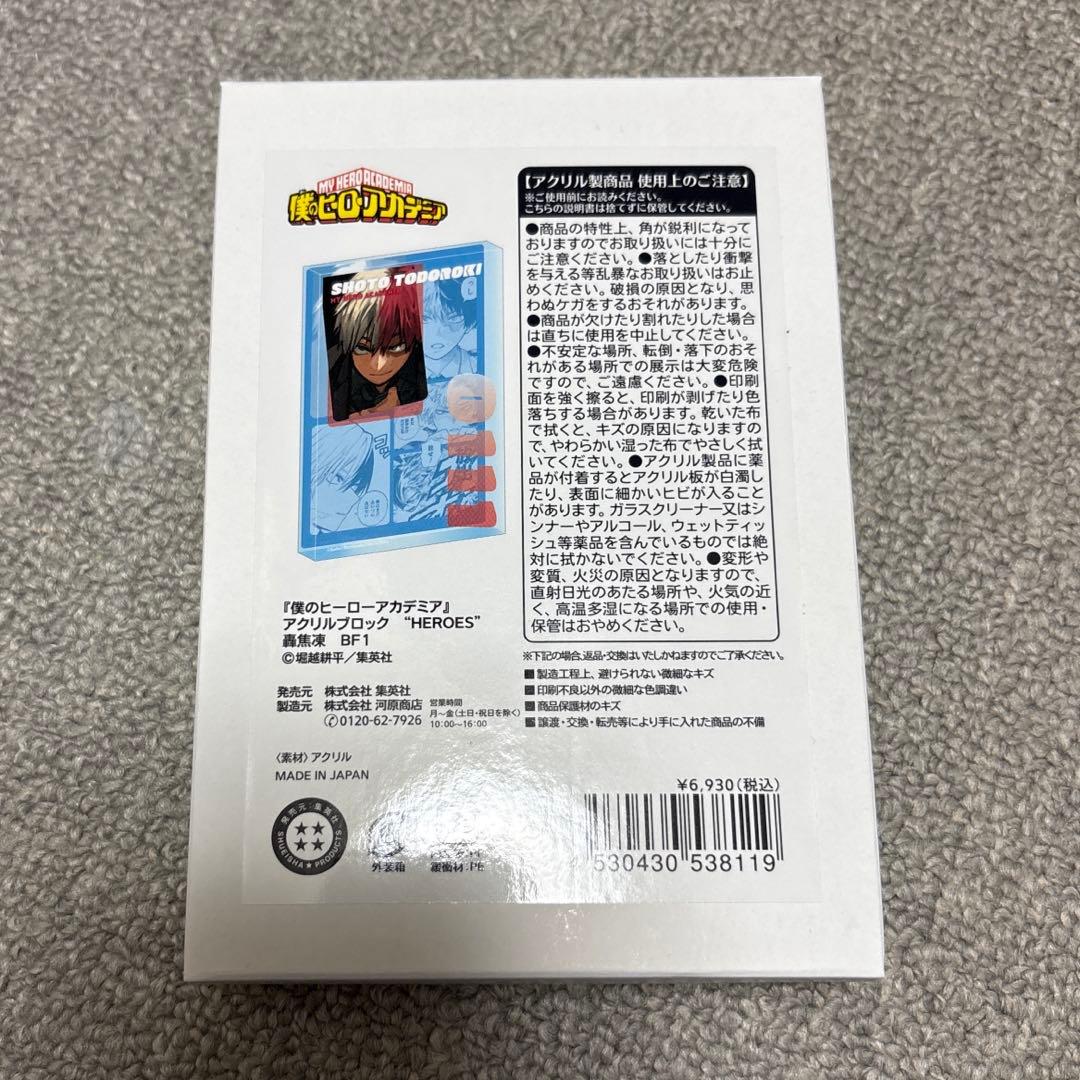 MY HERO ACADEMIA
僕のヒーローアカデミア
SHOTO TODOROKI
『僕のヒーローアカデミア』
アクリルブロック “HEROES”
轟焦凍 BF1
©堀越耕平/集英社
発売元 株式会社 集英社
製造元 株式会社 河原商店
0120-62-7926
営業時間
月~金(土日・祝日を除く)
10:00~16:00
〈素材〉アクリル
MADE IN JAPAN
発売元:集英社
SHUEISHA★PRODUCTS
外装箱
緩衝材:PE
【アクリル製商品 使用上のご注意】
※ご使用前にお読みください。
こちらの説明書は捨てずに保管してください。
●商品の特性上、角が鋭利になって
おりますのでお取り扱いには十分に
ご注意ください。●落としたり衝撃
を与える等乱暴なお取り扱いはお止
めください。破損の原因となり、思
わぬケガをするおそれがあります。
●商品が欠けたり割れたりした場合
は直ちに使用を中止してください。
●不安定な場所、転倒・落下のおそ
れがある場所での展示は大変危険
ですので、ご遠慮ください。●印刷
面を強く擦ると、印刷が剥げたり色
落ちする場合があります。乾いた布
で拭くと、キズの原因になりますの
で、やわらかい湿った布でやさしく拭
いてください。●アクリル製品に薬
品が付着するとアクリル板が白濁し
たり、表面に細かいヒビが入ること
があります。ガラスクリーナー又はシ
ンナーやアルコール、ウェットティッ
シュ等薬品を含んでいるものでは絶
対に拭かないでください。●変形や
変質、火災の原因となりますので、
直射日光のあたる場所や、火気の近
く、高温多湿になる場所での使用・
保管はおやめください。
※下記の場合、返品・交換はいたしかねますのでご了承ください。
■製造工程上、避けられない微細なキズ
■印刷不良以外の微細な色調違い
■商品保護材のキズ
■譲渡・交換・転売等により手に入れた商品の不備
¥6,930(税込)
530430 538119